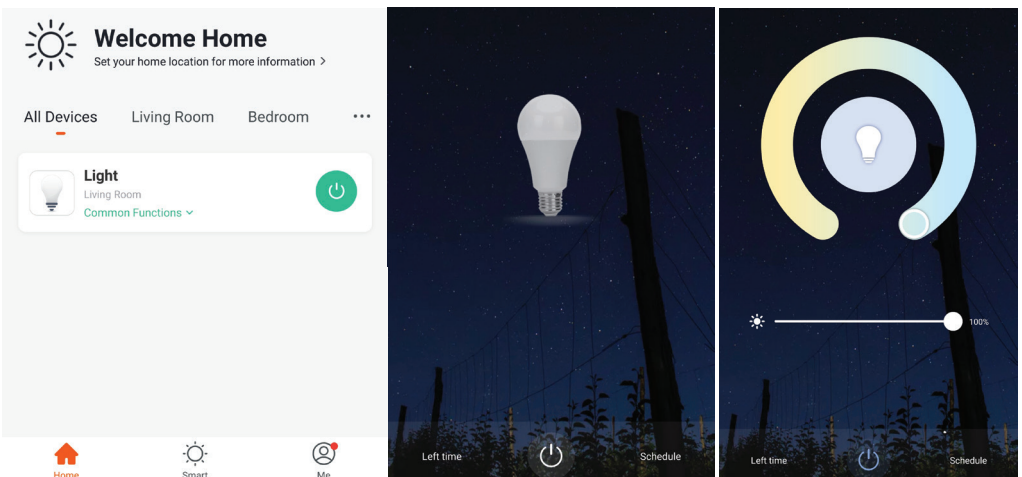 Welcome Home
Set your home location for more information >
All Devices Living Room Bedroom ...
Light
Living Room
Common Functions
Home Smart Me
Left time Schedule
100%
Left time Schedule